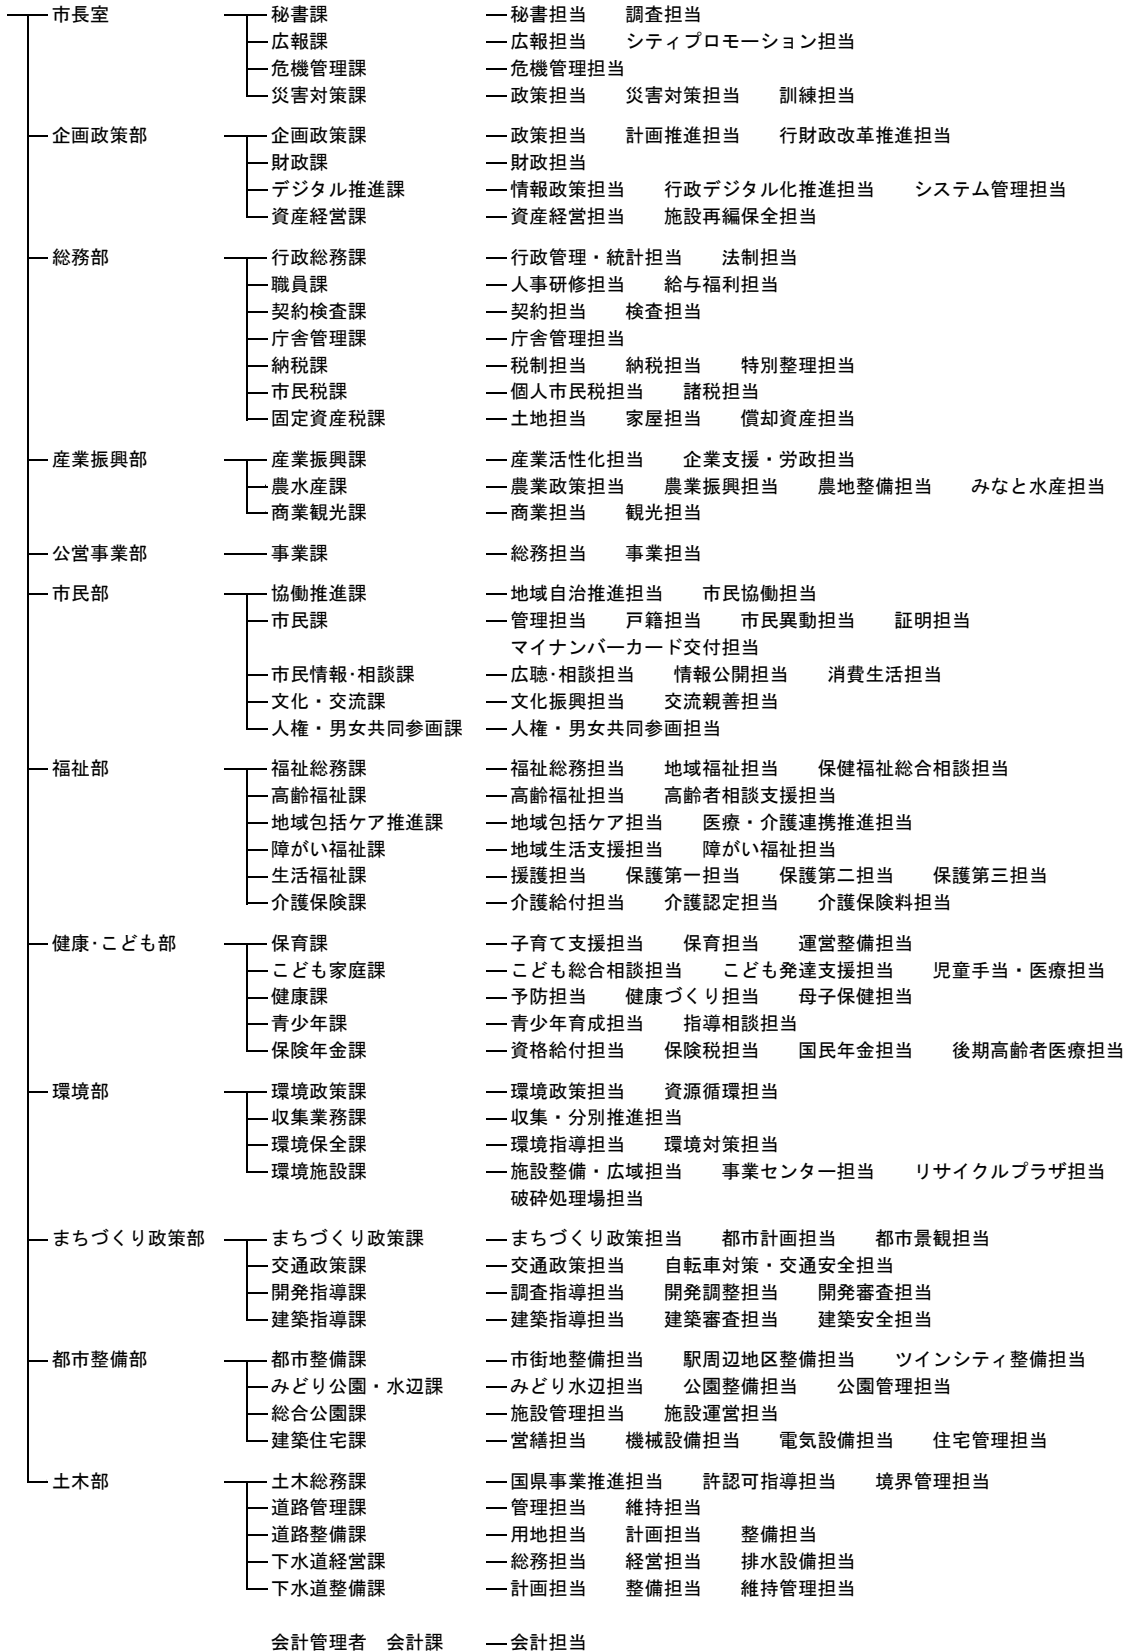 市長室 秘書課 秘書担当 調査担当
広報課 広報担当 シティプロモーション担当
危機管理課 危機管理担当
災害対策課 政策担当 災害対策担当 訓練担当
企画政策部 企画政策課 政策担当 計画推進担当 行財政改革推進担当
財政課 財政担当
デジタル推進課 情報政策担当 行政デジタル化推進担当 システム管理担当
資産経営課 資産経営担当 施設再編保全担当
総務部 行政総務課 行政管理・統計担当 法制担当
職員課 人事研修担当 給与福利担当
契約検査課 契約担当 検査担当
庁舎管理課 庁舎管理担当
納税課 税制担当 納税担当 特別整理担当
市民税課 個人市民税担当 諸税担当
固定資産税課 土地担当 家屋担当 償却資産担当
産業振興部 産業振興課 産業活性化担当 企業支援・労政担当
農水産課 農業政策担当 農業振興担当 農地整備担当 みなと水産担当
商業観光課 商業担当 観光担当
公営事業部 事業課 総務担当 事業担当
市民部 協働推進課 地域自治推進担当 市民協働担当
市民課 管理担当 戸籍担当 市民異動担当 証明担当
マイナンバーカード交付担当
市民情報・相談課 広聴・相談担当 情報公開担当 消費生活担当
文化・交流課 文化振興担当 交流親善担当
人権・男女共同参画課 人権・男女共同参画担当
福祉部 福祉総務課 福祉総務担当 地域福祉担当 保健福祉総合相談担当
高齢福祉課 高齢福祉担当 高齢者相談支援担当
地域包括ケア推進課 地域包括ケア担当 医療・介護連携推進担当
障がい福祉課 地域生活支援担当 障がい福祉担当
生活福祉課 援護担当 保護第一担当 保護第二担当 保護第三担当
介護保険課 介護給付担当 介護認定担当 介護保険料担当
健康・こども部 保育課 子育て支援担当 保育担当 運営整備担当
こども家庭課 こども総合相談担当 こども発達支援担当 児童手当・医療担当
健康課 予防担当 健康づくり担当 母子保健担当
青少年課 青少年育成担当 指導相談担当
保険年金課 資格給付担当 保険税担当 国民年金担当 後期高齢者医療担当
環境部 環境政策課 環境政策担当 資源循環担当
収集業務課 収集・分別推進担当
環境保全課 環境指導担当 環境対策担当
環境施設課 施設整備・広域担当 事業センター担当 リサイクルプラザ担当
破砕処理場担当
まちづくり政策部 まちづくり政策課 まちづくり政策担当 都市計画担当 都市景観担当
交通政策課 交通政策担当 自転車対策・交通安全担当
開発指導課 調査指導担当 開発調整担当 開発審査担当
建築指導課 建築指導担当 建築審査担当 建築安全担当
都市整備部 都市整備課 市街地整備担当 駅周辺地区整備担当 ツインシティ整備担当
みどり公園・水辺課 みどり水辺担当 公園整備担当 公園管理担当
総合公園課 施設管理担当 施設運営担当
建築住宅課 営繕担当 機械設備担当 電気設備担当 住宅管理担当
土木部 土木総務課 国県事業推進担当 許認可指導担当 境界管理担当
道路管理課 管理担当 維持担当
道路整備課 用地担当 計画担当 整備担当
下水道経営課 総務担当 経営担当 排水設備担当
下水道整備課 計画担当 整備担当 維持管理担当
会計管理者 会計課 会計担当